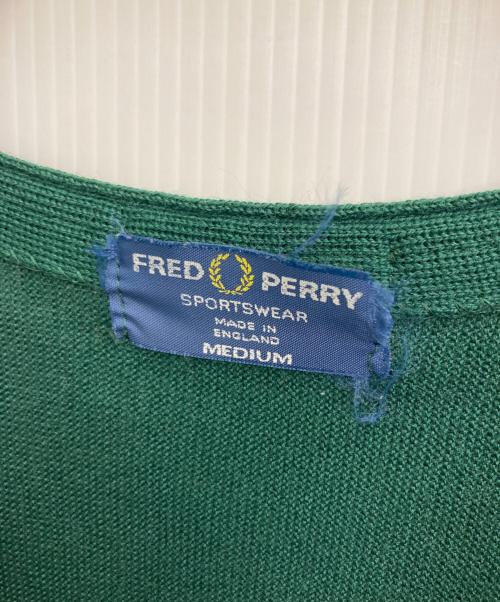 FRED PERRY
SPORTSWEAR
MADE IN
ENGLAND
MEDIUM